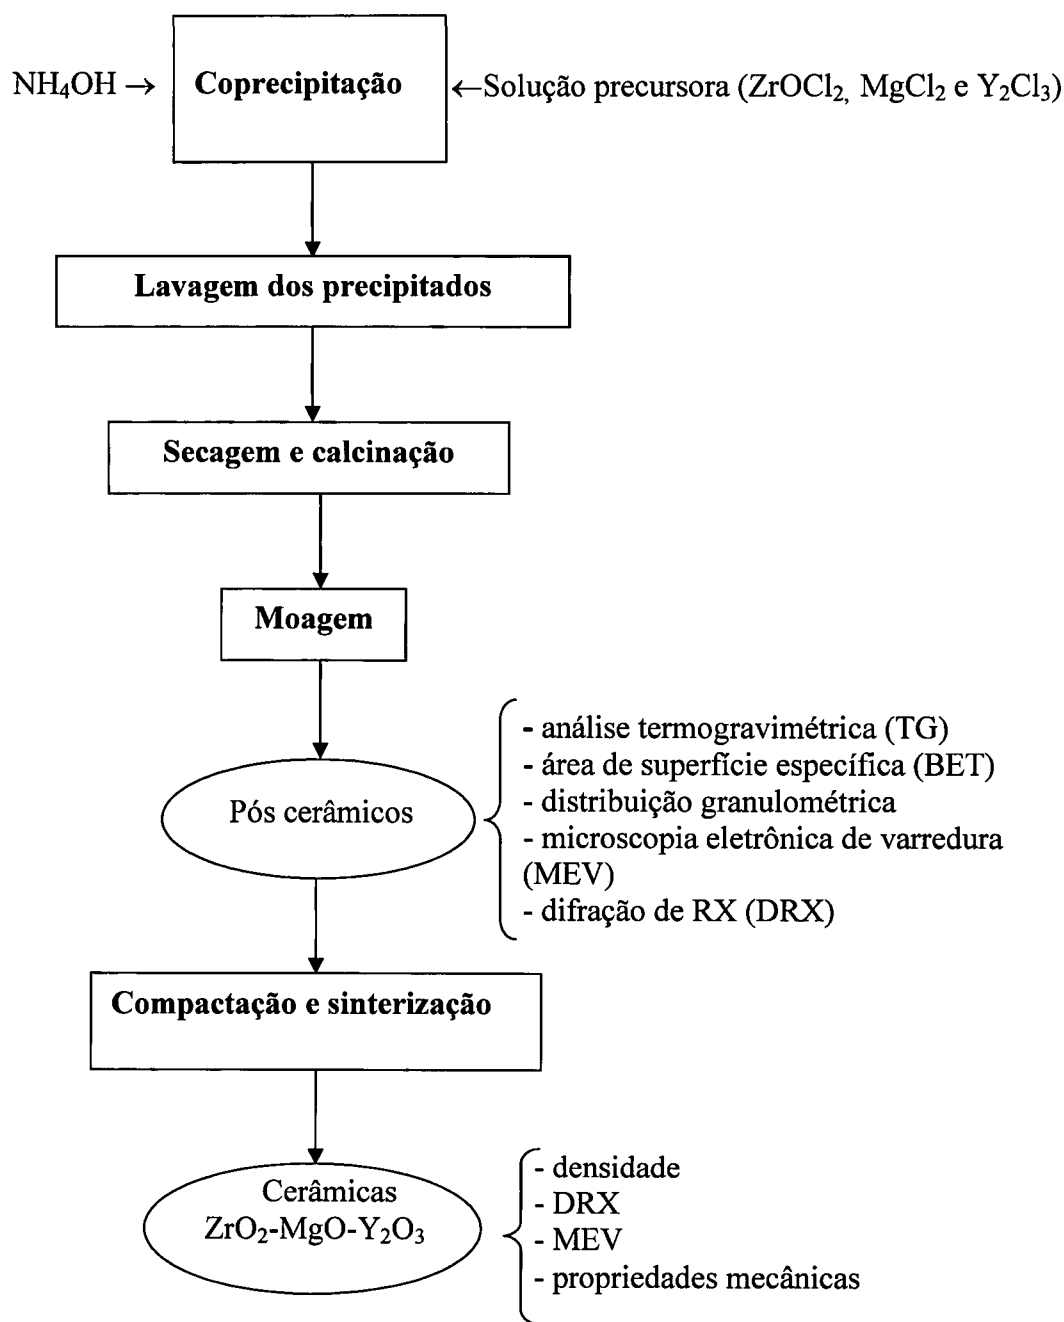 NH₄OH → Coprecipitação ←Solução precursora (ZrOCl₂, MgCl₂ e Y₂Cl₃)
Lavagem dos precipitados
Secagem e calcinação
Moagem
Pós cerâmicos
- análise termogravimétrica (TG)
- área de superfície específica (BET)
- distribuição granulométrica
- microscopia eletrônica de varredura
(MEV)
- difração de RX (DRX)
Compactação e sinterização
Cerâmicas
ZrO₂-MgO-Y₂O₃
- densidade
- DRX
- MEV
- propriedades mecânicas